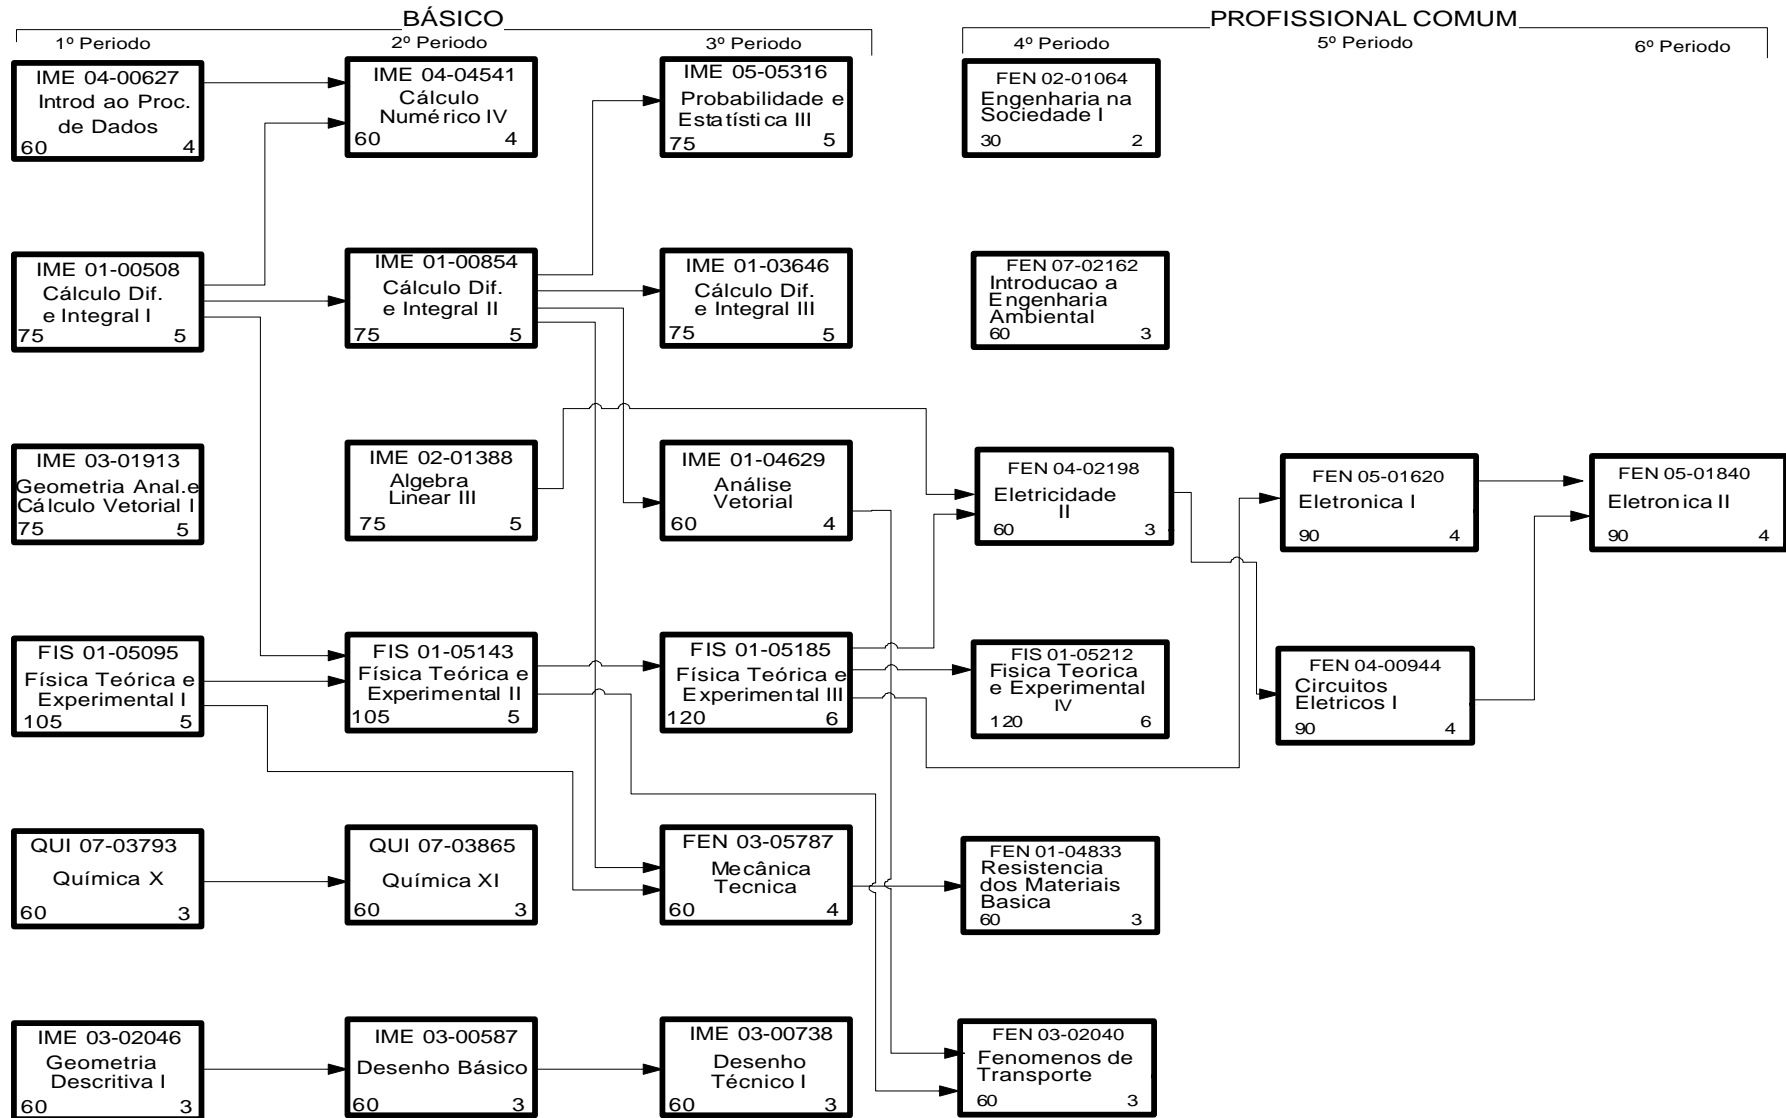 BÁSICO
1º Periodo
2º Periodo
3º Periodo
PROFISSIONAL COMUM
4º Periodo
5º Periodo
6º Periodo
IME 04-00627
Introd ao Proc.
de Dados
60 4
IME 04-04541
Cálculo
Numérico IV
60 4
IME 05-05316
Probabilidade e
Estatística III
75 5
FEN 02-01064
Engenharia na
Sociedade I
30 2
IME 01-00508
Cálculo Dif.
e Integral I
75 5
IME 01-00854
Cálculo Dif.
e Integral II
75 5
IME 01-03646
Cálculo Dif.
e Integral III
75 5
FEN 07-02162
Introducao a
Engenharia
Ambiental
60 3
IME 03-01913
Geometria Anal.e
Cálculo Vetorial I
75 5
IME 02-01388
Algebra
Linear III
75 5
IME 01-04629
Análise
Vetorial
60 4
FEN 04-02198
Eletricidade
II
60 3
FEN 05-01620
Eletronica I
90 4
FEN 05-01840
Eletronica II
90 4
FIS 01-05095
Física Teórica e
Experimental I
105 5
FIS 01-05143
Física Teórica e
Experimental II
105 5
FIS 01-05185
Física Teórica e
Experimental III
120 6
FIS 01-05212
Fisica Teorica
e Experimental
IV
120 6
FEN 04-00944
Circuitos
Eletricos I
90 4
QUI 07-03793
Química X
60 3
QUI 07-03865
Química XI
60 3
FEN 03-05787
Mecânica
Tecnica
60 4
FEN 01-04833
Resistencia
dos Materiais
Basica
60 3
IME 03-02046
Geometria
Descritiva I
60 3
IME 03-00587
Desenho Básico
60 3
IME 03-00738
Desenho
Técnico I
60 3
FEN 03-02040
Fenomenos de
Transporte
60 3